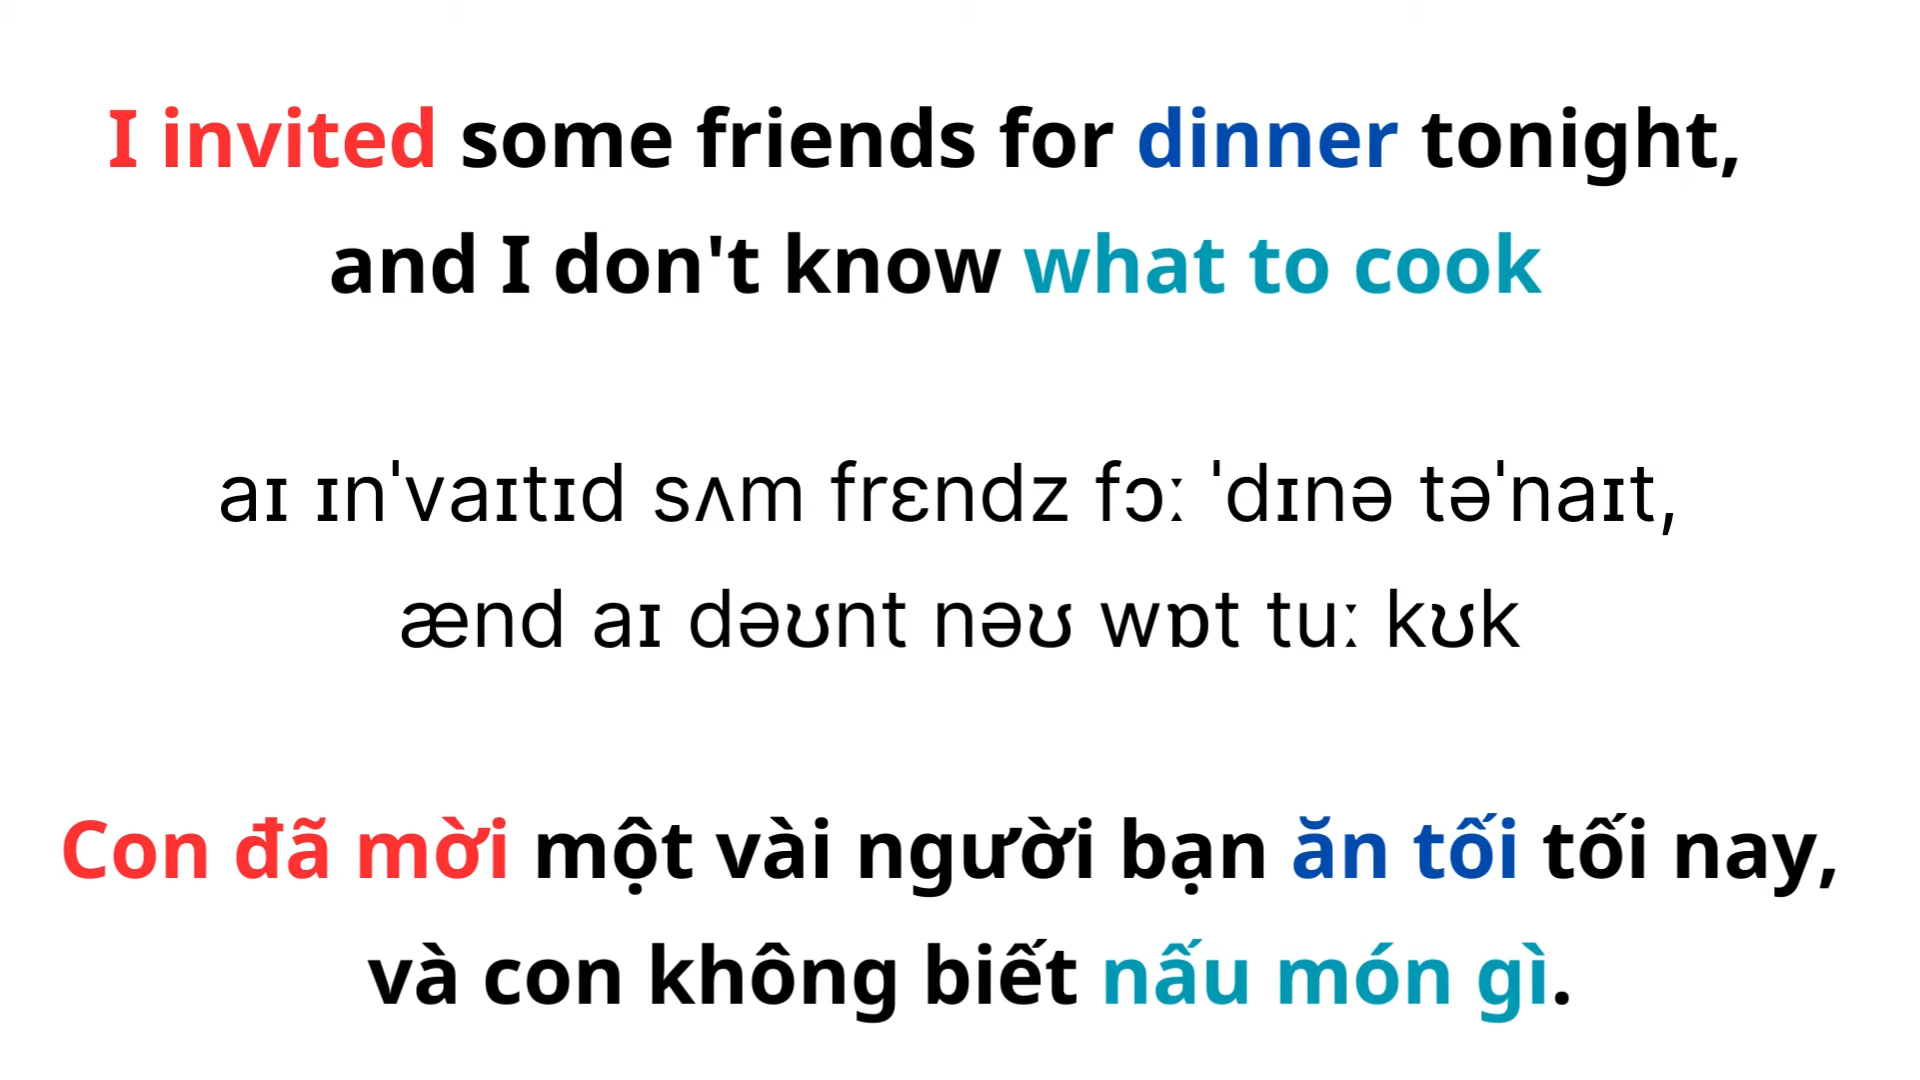 I invited some friends for dinner tonight,
and I don't know what to cook
aɪ ɪnˈvaɪtɪd sʌm frɛndz fɔː ˈdɪnə təˈnaɪt,
ænd aɪ dəʊnt nəʊ wɒt tuː kʊk
Con đã mời một vài người bạn ăn tối tối nay,
và con không biết nấu món gì.